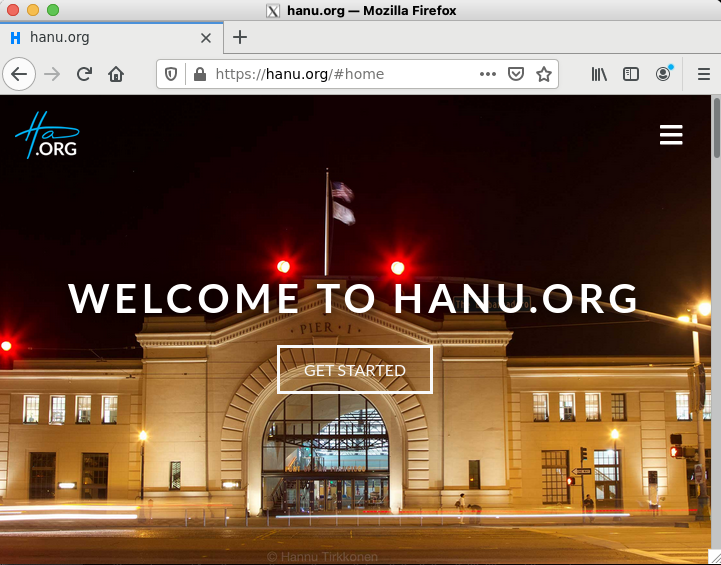 hanu.org — Mozilla Firefox
hanu.org
https://hanu.org/#home
Han
.ORG
WELCOME TO HANU.ORG
PIER 1
GET STARTED
© Hannu Tirkkonen